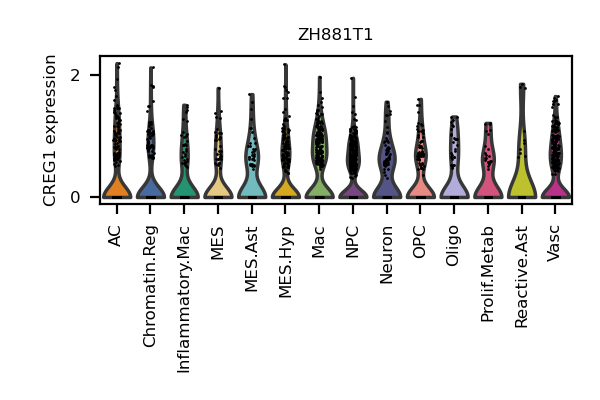 ZH881T1
CREG1 expression
2
0
AC
Chromatin.Reg
Inflammatory.Mac
MES
MES.Ast
MES.Hyp
Mac
NPC
Neuron
OPC
Oligo
Prolif.Metab
Reactive.Ast
Vasc